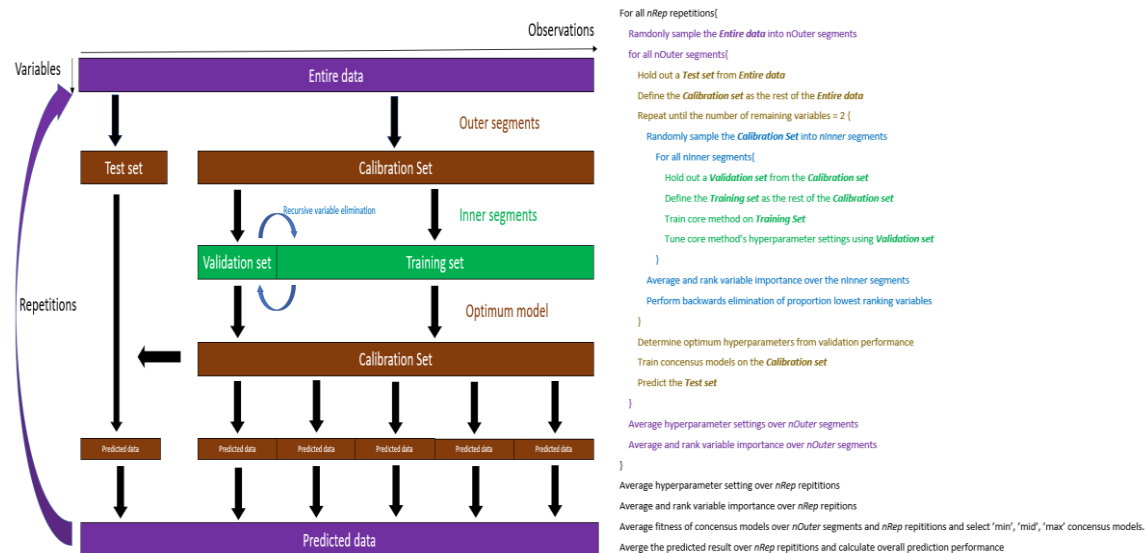 Observations
Variables
Entire data
Outer segments
Test set
Calibration Set
Recursive variable elimination
Inner segments
Validation set
Training set
Repetitions
Optimum model
Calibration Set
Predicted data
Predicted data
Predicted data
Predicted data
Predicted data
Predicted data
Predicted data
For all nRep repetitions{
Ramdonly sample the Entire data into nOuter segments
for all nOuter segments{
Hold out a Test set from Entire data
Define the Calibration set as the rest of the Entire data
Repeat until the number of remaining variables = 2 {
Randonly sample the Calibration Set into nInner segments
For all nInner segments{
Hold out a Validation set from the Calibration set
Define the Training set as the rest of the Calibration set
Train core method on Training Set
Tune core method's hyperparameter settings using Validation set
}
Average and rank variable importance over the nInner segments
Perform backwards elimination of proportion lowest ranking variables
}
Determine optimum hyperparameters from validation performance
Train concensus models on the Calibration set
Predict the Test set
}
Average hyperparameter settings over nOuter segments
Average and rank variable importance over nOuter segments
}
Average hyperparameter setting over nRep repititions
Average and rank variable importance over nRep repitions
Average fitness of concensus models over nOuter segments and nRep repititions and select 'min', 'mid', 'max' concensus models.
Averge the predicted result over nRep repititions and calculate overall prediction performance